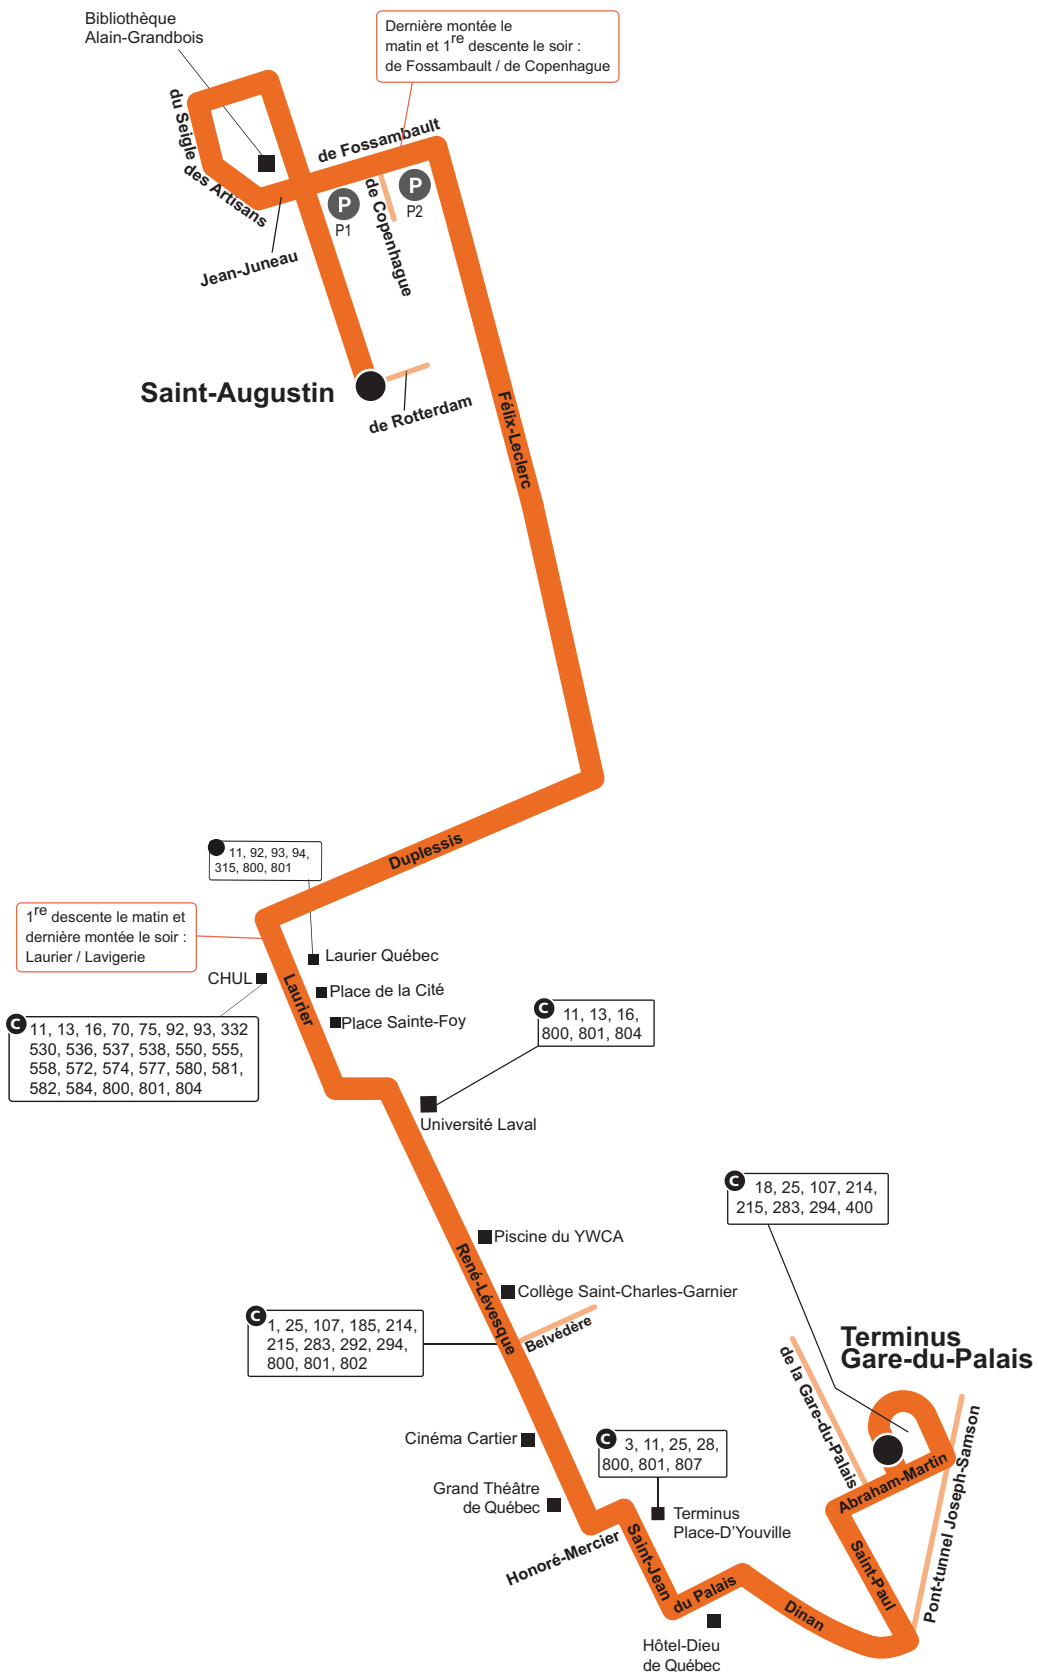 Bibliothèque
Alain-Grandbois
Dernière montée le
matin et 1re descente le soir :
de Fossambault / de Copenhague
du Seigle
des Artisans
de Fossambault
P
P1
de Copenhague
P
P2
Jean-Juneau
Saint-Augustin
de Rotterdam
Félix-Leclerc
Duplessis
11, 92, 93, 94,
315, 800, 801
1re descente le matin et
dernière montée le soir :
Laurier / Lavigerie
Laurier Québec
CHUL
Laurier
Place de la Cité
Place Sainte-Foy
C 11, 13, 16, 70, 75, 92, 93, 332
530, 536, 537, 538, 550, 555,
558, 572, 574, 577, 580, 581,
582, 584, 800, 801, 804
C 11, 13, 16,
800, 801, 804
Université Laval
C 18, 25, 107, 214,
215, 283, 294, 400
Piscine du YWCA
René-Lévesque
Collège Saint-Charles-Garnier
Belvédère
C 1, 25, 107, 185, 214,
215, 283, 292, 294,
800, 801, 802
Terminus
Gare-du-Palais
de la Gare-du-Palais
Cinéma Cartier
C 3, 11, 25, 28,
800, 801, 807
Grand Théâtre
de Québec
Terminus
Place-D'Youville
Abraham-Martin
Pont-tunnel Joseph-Samson
Honoré-Mercier
Saint-Jean
Saint-Paul
du Palais
Dinan
Hôtel-Dieu
de Québec